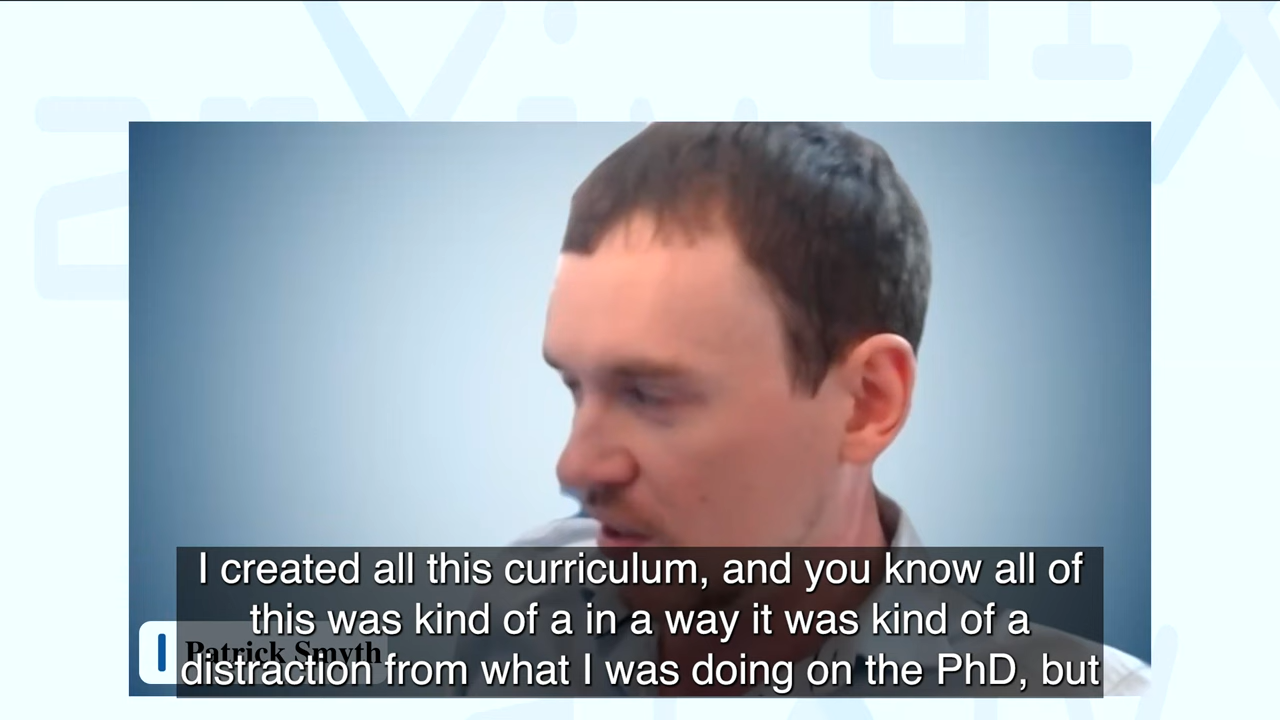 I created all this curriculum, and you know all of
this was kind of a in a way it was kind of a
Patrick Smyth
distraction from what I was doing on the PhD, but